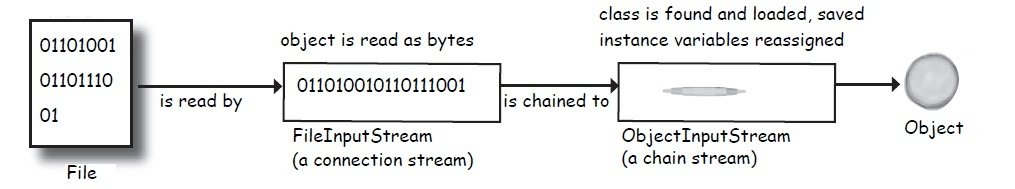 01101001
01101110
01
File
is read by
object is read as bytes
011010010110111001
FileInputStream
(a connection stream)
is chained to
class is found and loaded, saved
instance variables reassigned
ObjectInputStream
(a chain stream)
Object